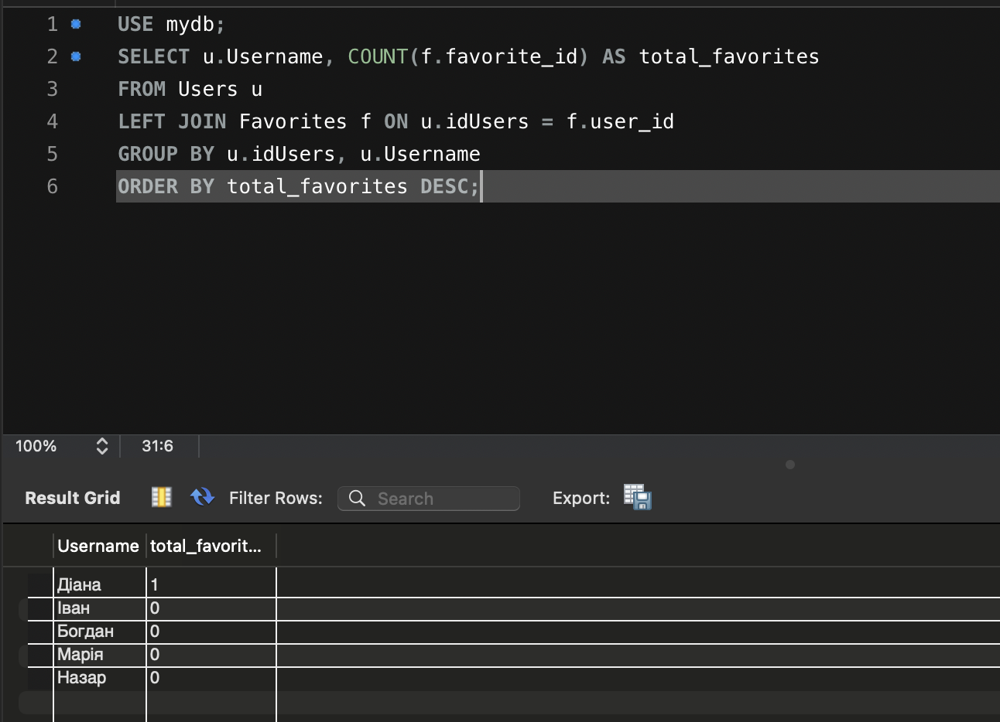 1 USE mydb;
2 SELECT u.Username, COUNT(f.favorite_id) AS total_favorites
3 FROM Users u
4 LEFT JOIN Favorites f ON u.idUsers = f.user_id
5 GROUP BY u.idUsers, u.Username
6 ORDER BY total_favorites DESC;
100% 31:6
Result Grid Filter Rows: Search Export:
Username total_favorit...
Діана 1
Іван 0
Богдан 0
Марія 0
Назар 0